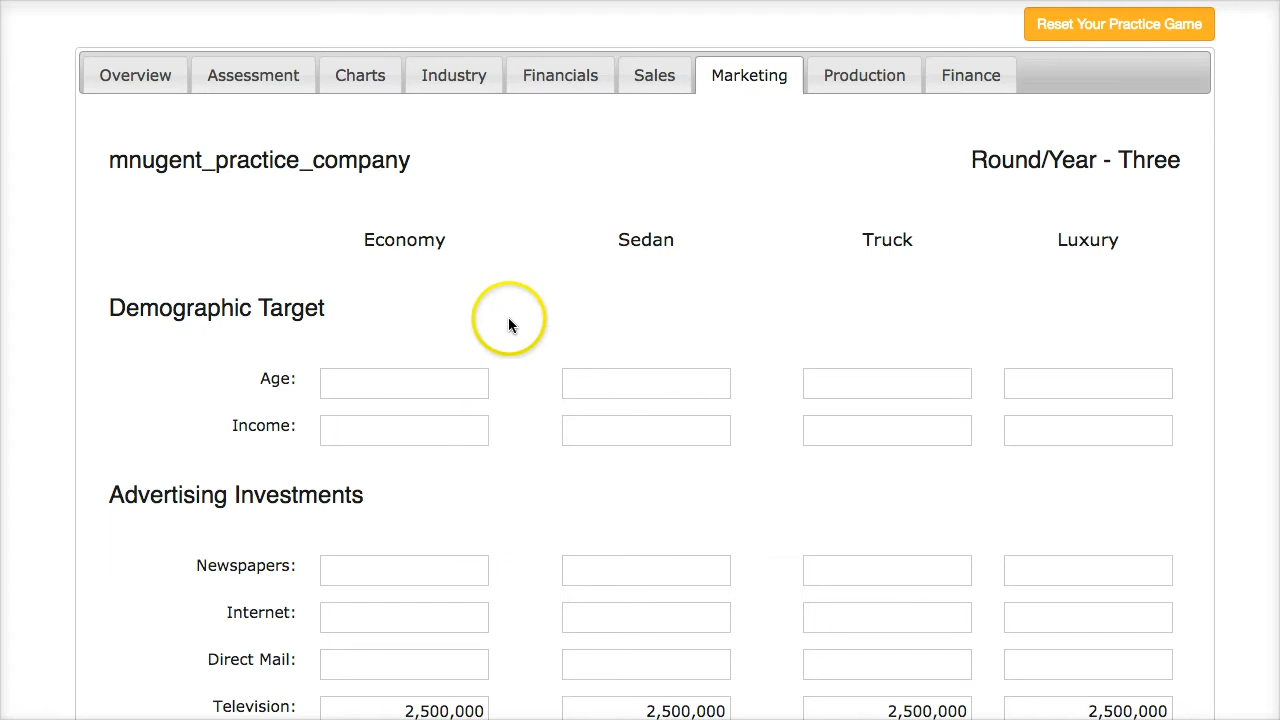 Reset Your Practice Game
Overview Assessment Charts Industry Financials Sales Marketing Production Finance
mnugent_practice_company Round/Year - Three
Economy Sedan Truck Luxury
Demographic Target
Age:
Income:
Advertising Investments
Newspapers:
Internet:
Direct Mail:
Television: 2,500,000 2,500,000 2,500,000 2,500,000